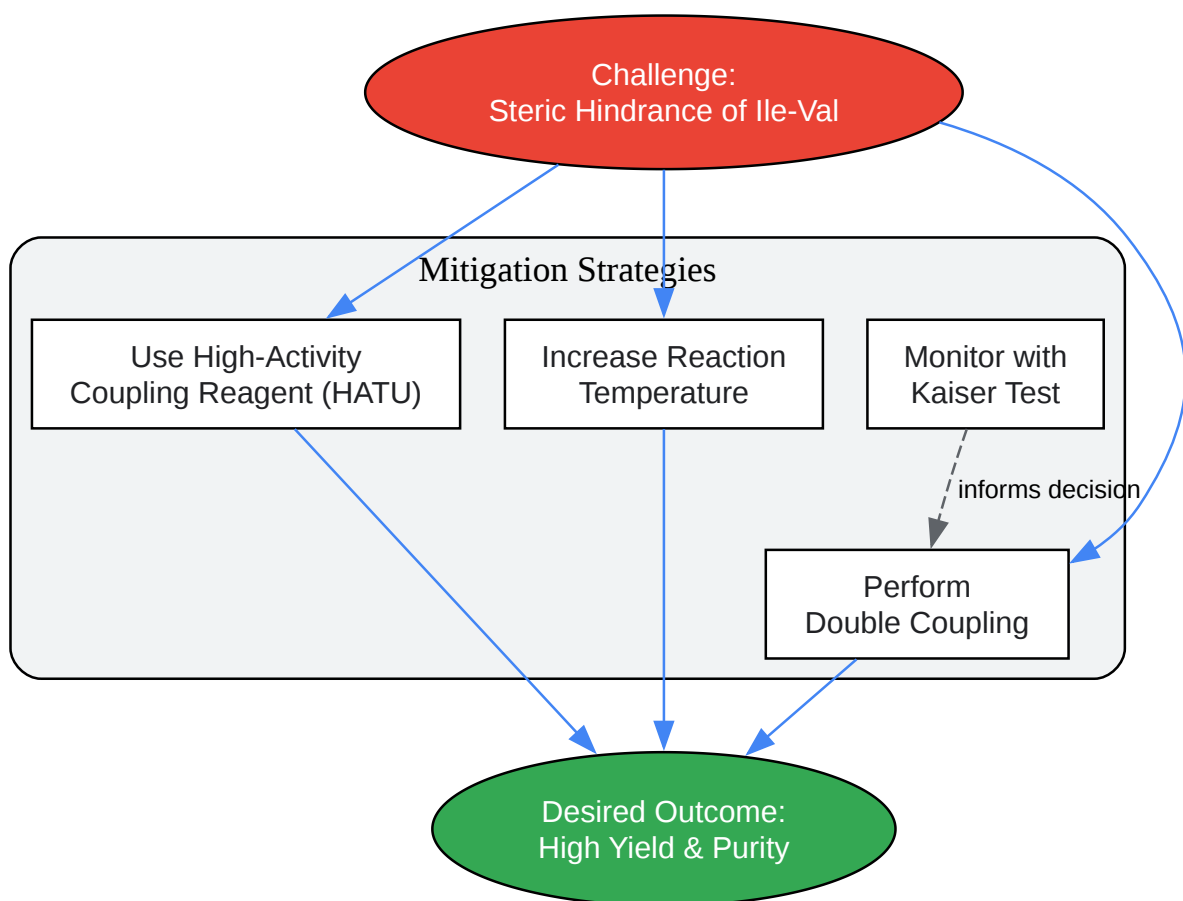 Challenge:
Steric Hindrance of Ile-Val
Mitigation Strategies
Use High-Activity
Coupling Reagent (HATU)
Increase Reaction
Temperature
Monitor with
Kaiser Test
informs decision
Perform
Double Coupling
Desired Outcome:
High Yield & Purity